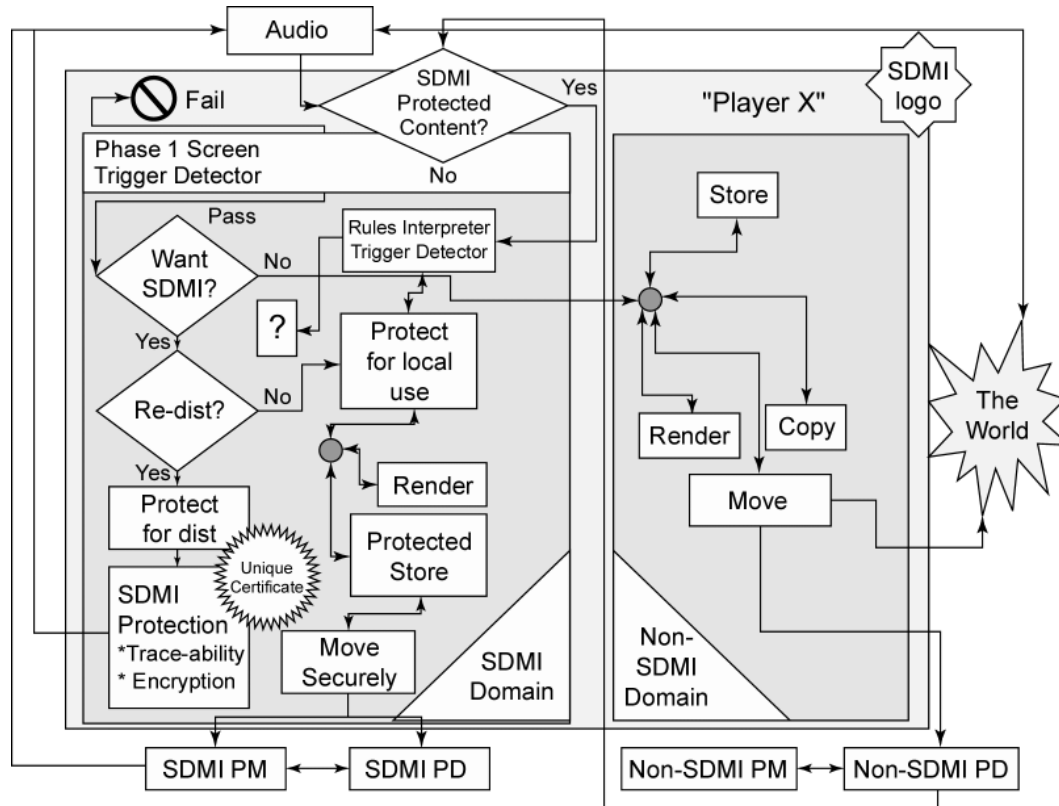 Audio
SDMI
logo
SDMI
Protected
Content?
Yes
"Player X"
Fail
Phase 1 Screen
Trigger Detector
No
Pass
Rules Interpreter
Trigger Detector
Store
Want
SDMI?
No
?
Protect
for local
use
Yes
Re-dist?
No
The
World
Render
Copy
Yes
Render
Move
Protect
for dist
Protected
Store
Unique
Certificate
SDMI
Protection
*Trace-ability
* Encryption
Move
Securely
SDMI
Domain
Non-
SDMI
Domain
SDMI PM
SDMI PD
Non-SDMI PM
Non-SDMI PD